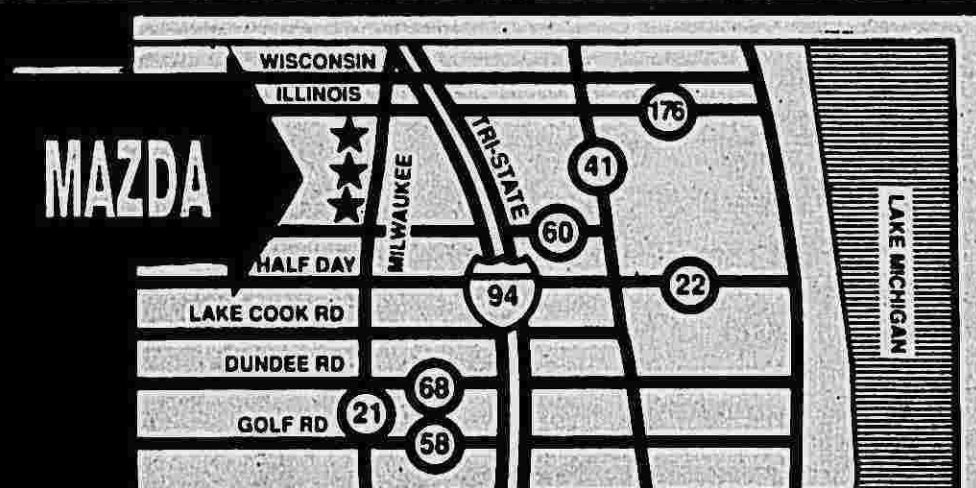 WISCONSIN
ILLINOIS
176
MAZDA
TRI-STATE
41
MILWAUKEE
60
LAKE MICHIGAN
HALF DAY
94
22
LAKE COOK RD
DUNDEE RD
68
21
GOLF RD
58